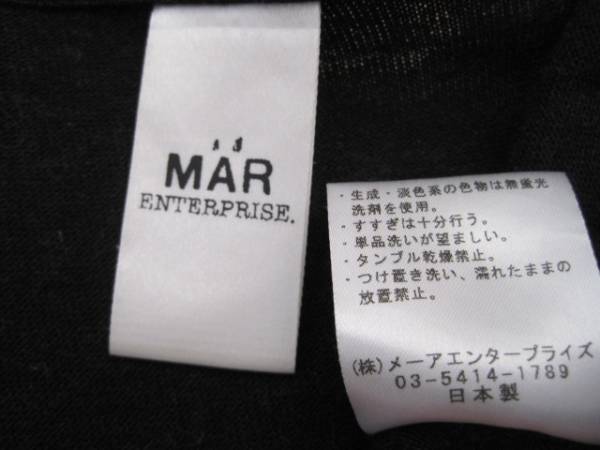 MAR
ENTERPRISE.
・生成・淡色系の色物は無蛍光
洗剤を使用。
・すすぎは十分行う。
・単品洗いが望ましい。
・タンブル乾燥禁止。
・つけ置き洗い、濡れたままの
放置禁止。
(株)メーアエンタープライズ
03-5414-1789
日本製